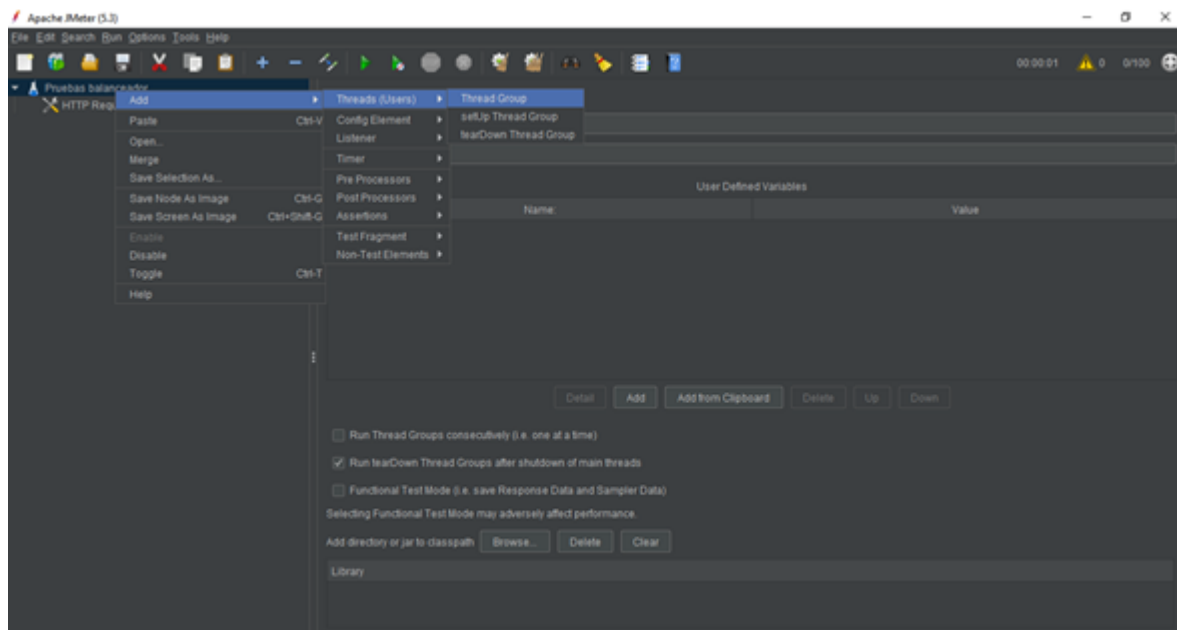 Apache JMeter (5.3)
File Edit Search Run Options Tools Help
00:00:01 0 0/100
Pruebas balanceador
HTTP Req
Add
Paste Ctrl-V
Open...
Merge
Save Selection As...
Save Node As Image Ctrl-G
Save Screen As Image Ctrl+Shift-G
Enable
Disable
Toggle Ctrl-T
Help
Threads (Users)
Config Element
Listener
Timer
Pre Processors
Post Processors
Assertions
Test Fragment
Non-Test Elements
Thread Group
setUp Thread Group
tearDown Thread Group
User Defined Variables
Name: Value
Detail Add Add from Clipboard Delete Up Down
Run Thread Groups consecutively (i.e. one at a time)
Run tearDown Thread Groups after shutdown of main threads
Functional Test Mode (i.e. save Response Data and Sampler Data)
Selecting Functional Test Mode may adversely affect performance.
Add directory or jar to classpath Browse... Delete Clear
Library